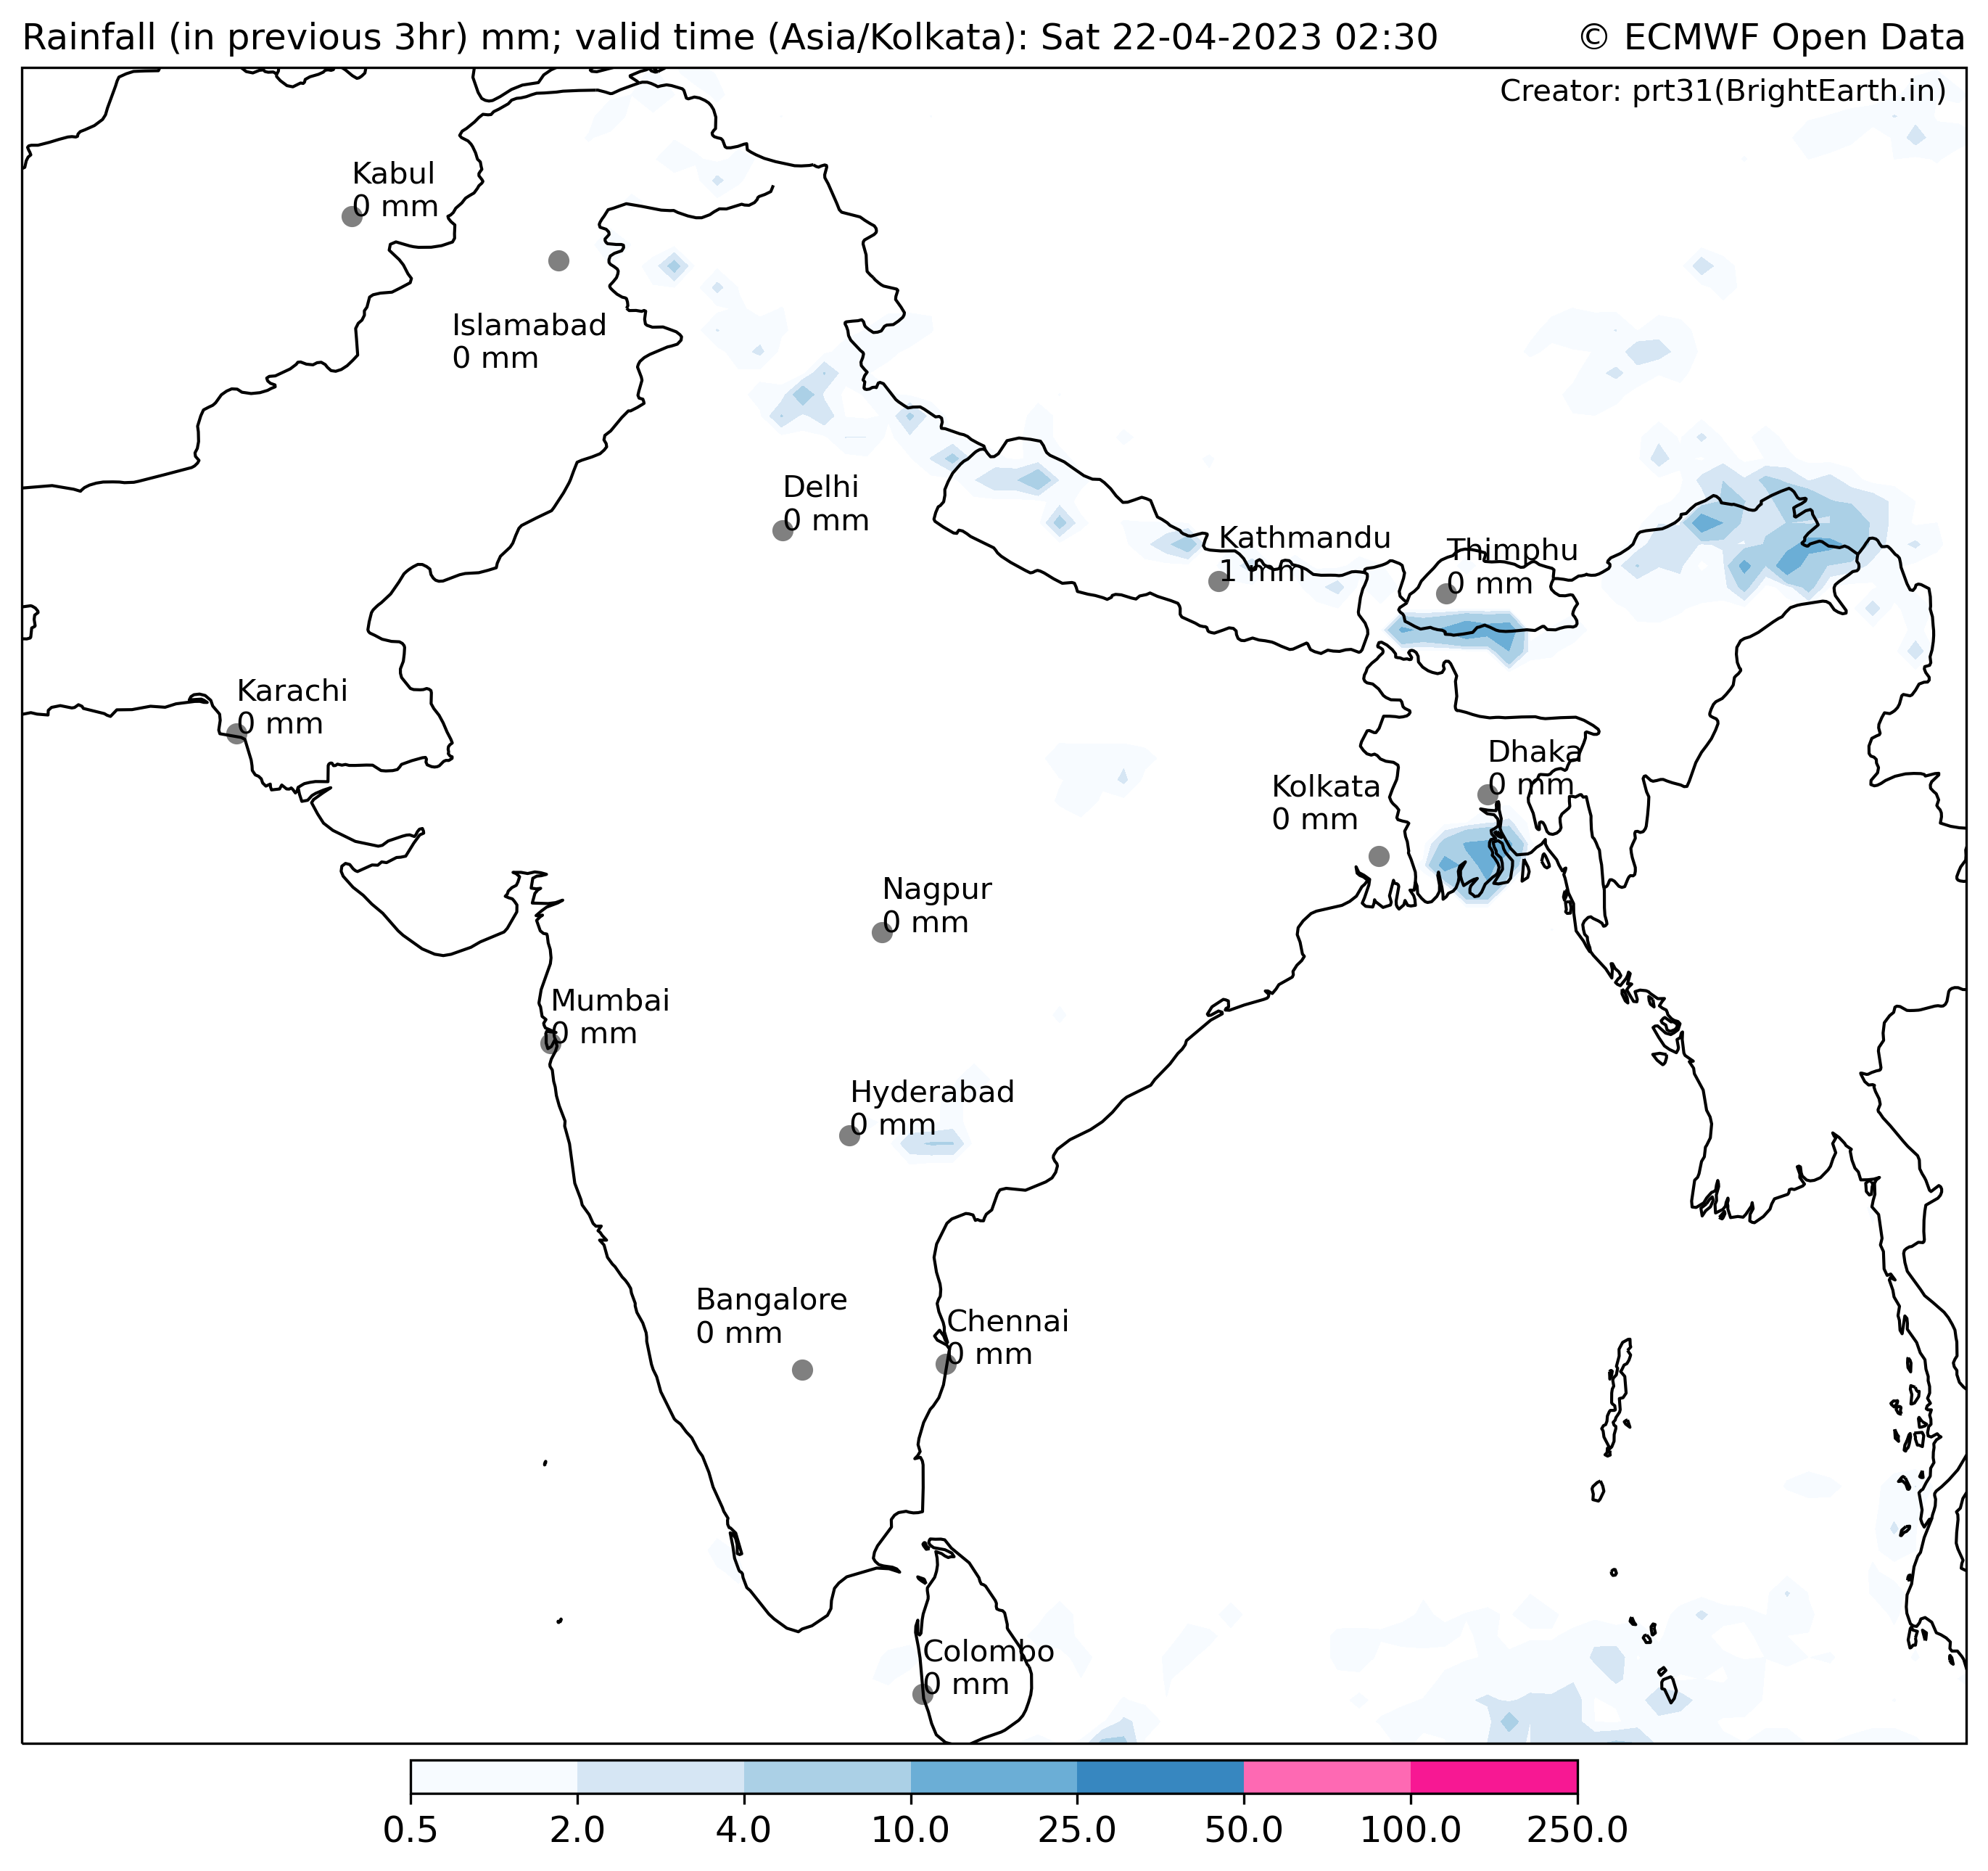 Rainfall (in previous 3hr) mm; valid time (Asia/Kolkata): Sat 22-04-2023 02:30
© ECMWF Open Data
Creator: prt31(BrightEarth.in)
Kabul
0 mm
Islamabad
0 mm
Delhi
0 mm
Kathmandu
1 mm
Thimphu
0 mm
Karachi
0 mm
Dhaka
0 mm
Kolkata
0 mm
Nagpur
0 mm
Mumbai
0 mm
Hyderabad
0 mm
Bangalore
0 mm
Chennai
0 mm
Colombo
0 mm
0.5 2.0 4.0 10.0 25.0 50.0 100.0 250.0